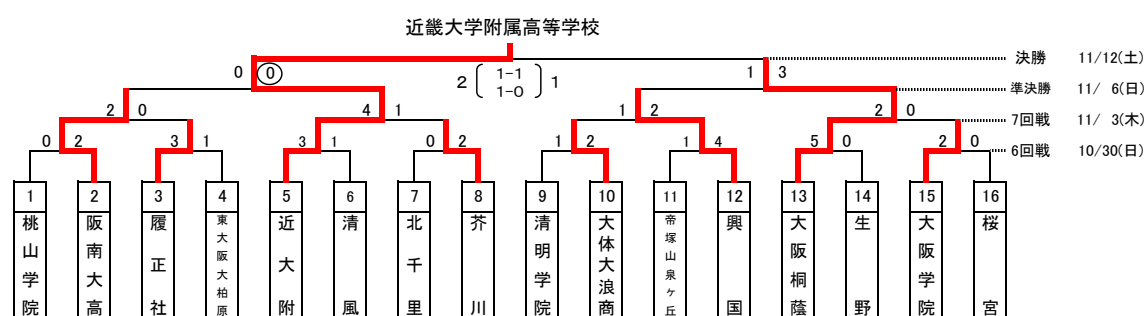 近畿大学附属高等学校
決勝 11/12(土)
0 0 2 1-1 1 1 3
1-0
準決勝 11/ 6(日)
2 0 4 1 1 2 2 0
7回戦 11/ 3(木)
0 2 3 1 3 1 0 2 1 2 1 4 5 0 2 0
6回戦 10/30(日)
1 2 3 4 5 6 7 8 9 10 11 12 13 14 15 16
桃山学院
阪南大高
履正社
東大阪大柏原
近大附
清風
北千里
芥川
清明学院
大体大浪商
帝塚山泉ヶ丘
興国
大阪桐蔭
生野
大阪学院
桜宮